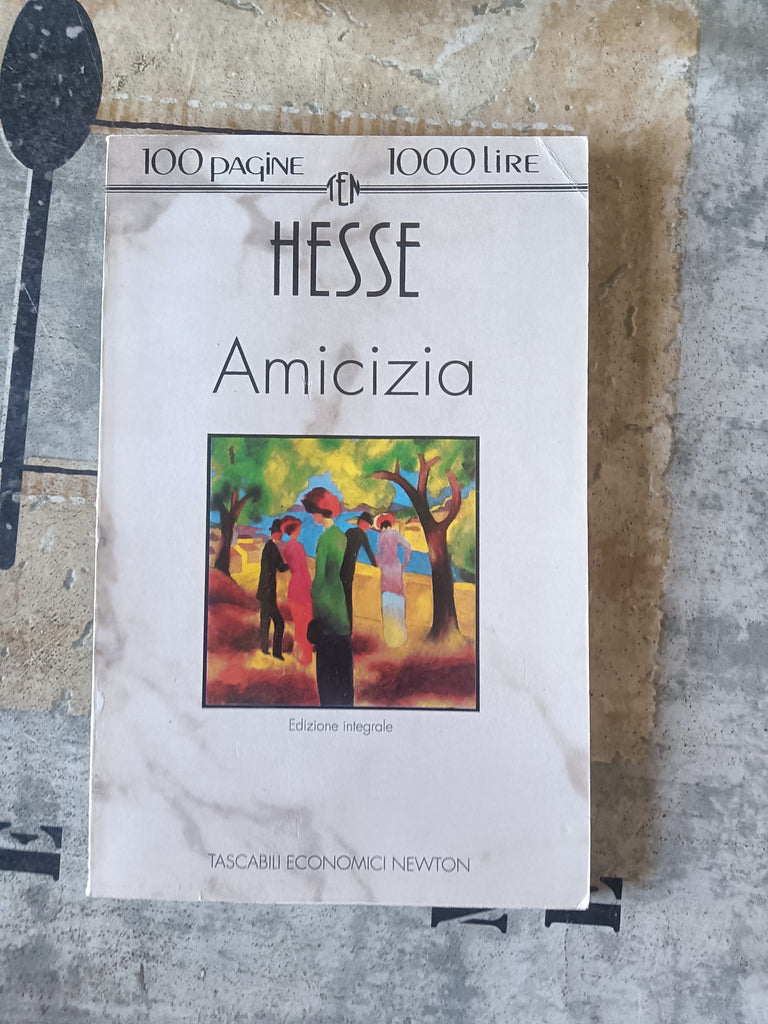 100 PAGINE 1000 LIRE
TEN
HESSE
Amicizia
Edizione integrale
TASCABILI ECONOMICI NEWTON